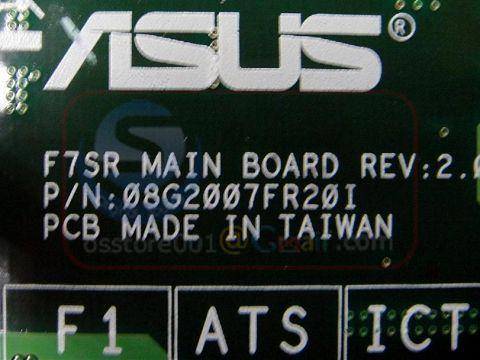 ASUS®
F7SR MAIN BOARD REV:2.0
P/N:08G2007FR20I
PCB MADE IN TAIWAN
F1 ATS ICT